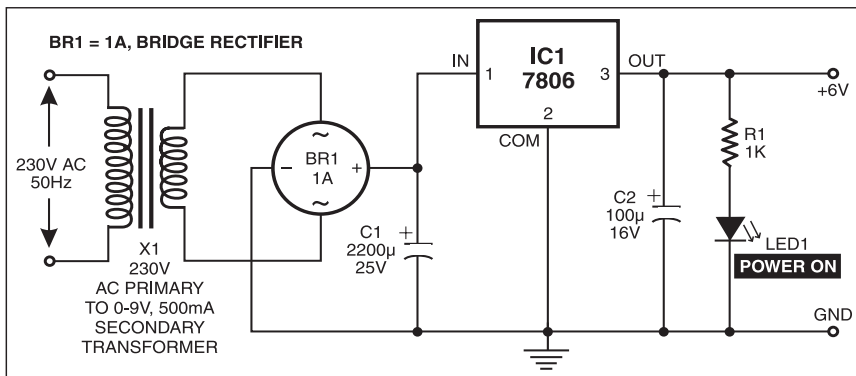 BR1 = 1A, BRIDGE RECTIFIER
230V AC
50Hz
X1
230V
AC PRIMARY
TO 0-9V, 500mA
SECONDARY
TRANSFORMER
~
− BR1 +
1A
~
C1 +
2200µ
25V
IN
1
IC1
7806
2
COM
3
OUT
C2 +
100µ
16V
R1
1K
LED1
POWER ON
+6V
GND